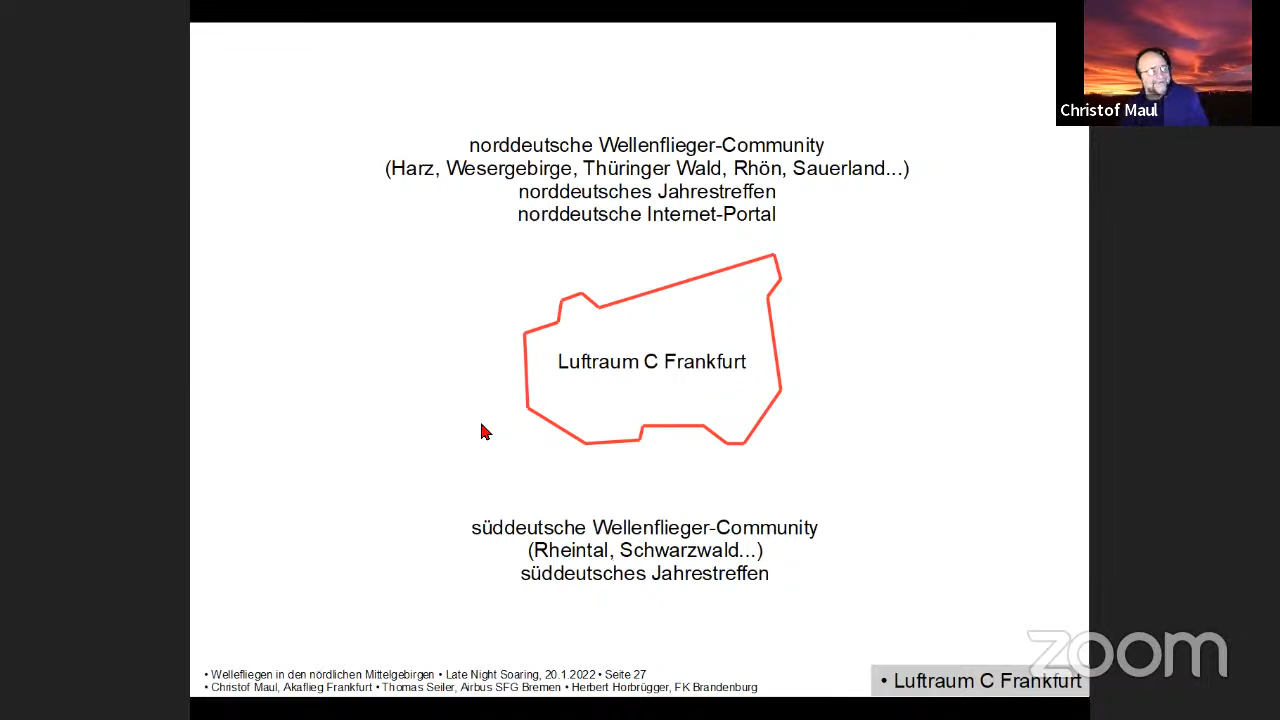 Christof Maul
norddeutsche Wellenflieger-Community
(Harz, Wesergebirge, Thüringer Wald, Rhön, Sauerland...)
norddeutsches Jahrestreffen
norddeutsche Internet-Portal
Luftraum C Frankfurt
süddeutsche Wellenflieger-Community
(Rheintal, Schwarzwald...)
süddeutsches Jahrestreffen
• Wellefliegen in den nördlichen Mittelgebirgen • Late Night Soaring, 20.1.2022 • Seite 27
• Christof Maul, Akaflieg Frankfurt • Thomas Seiler, Airbus SFG Bremen • Herbert Horbrügger, FK Brandenburg
• Luftraum C Frankfurt
zoom